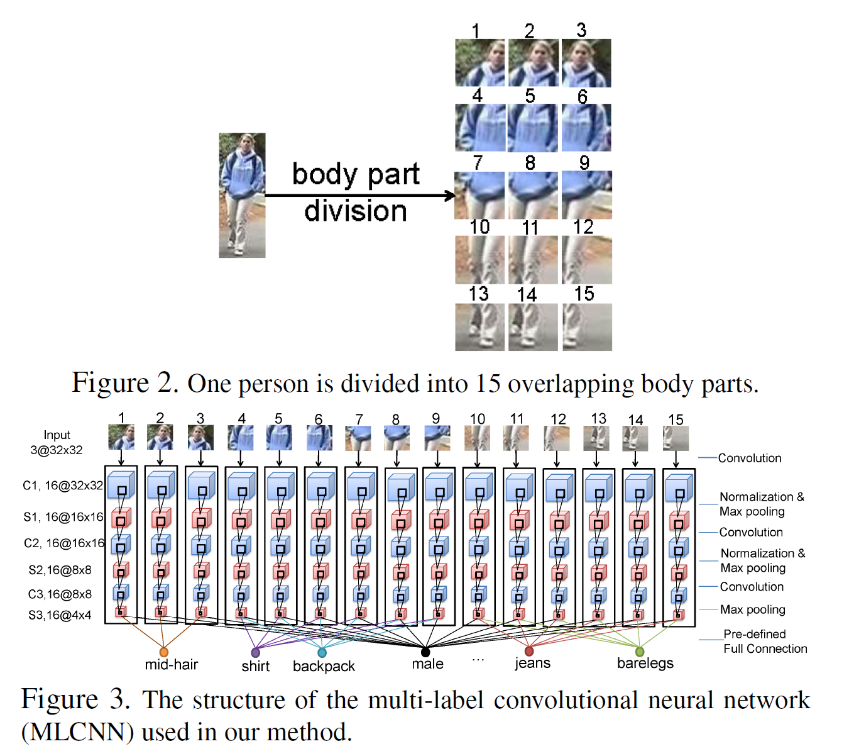 1 2 3
4 5 6
body part
division
7 8 9
10 11 12
13 14 15
Figure 2. One person is divided into 15 overlapping body parts.
1 2 3 4 5 6 7 8 9 10 11 12 13 14 15
Input
3@32x32
Convolution
C1, 16@32x32
Normalization &
Max pooling
S1, 16@16x16
Convolution
C2, 16@16x16
Normalization &
Max pooling
S2,16@8x8
Convolution
C3,16@8x8
Max pooling
S3,16@4x4
Pre-defined
Full Connection
mid-hair shirt backpack male ... jeans barelegs
Figure 3. The structure of the multi-label convolutional neural network
(MLCNN) used in our method.